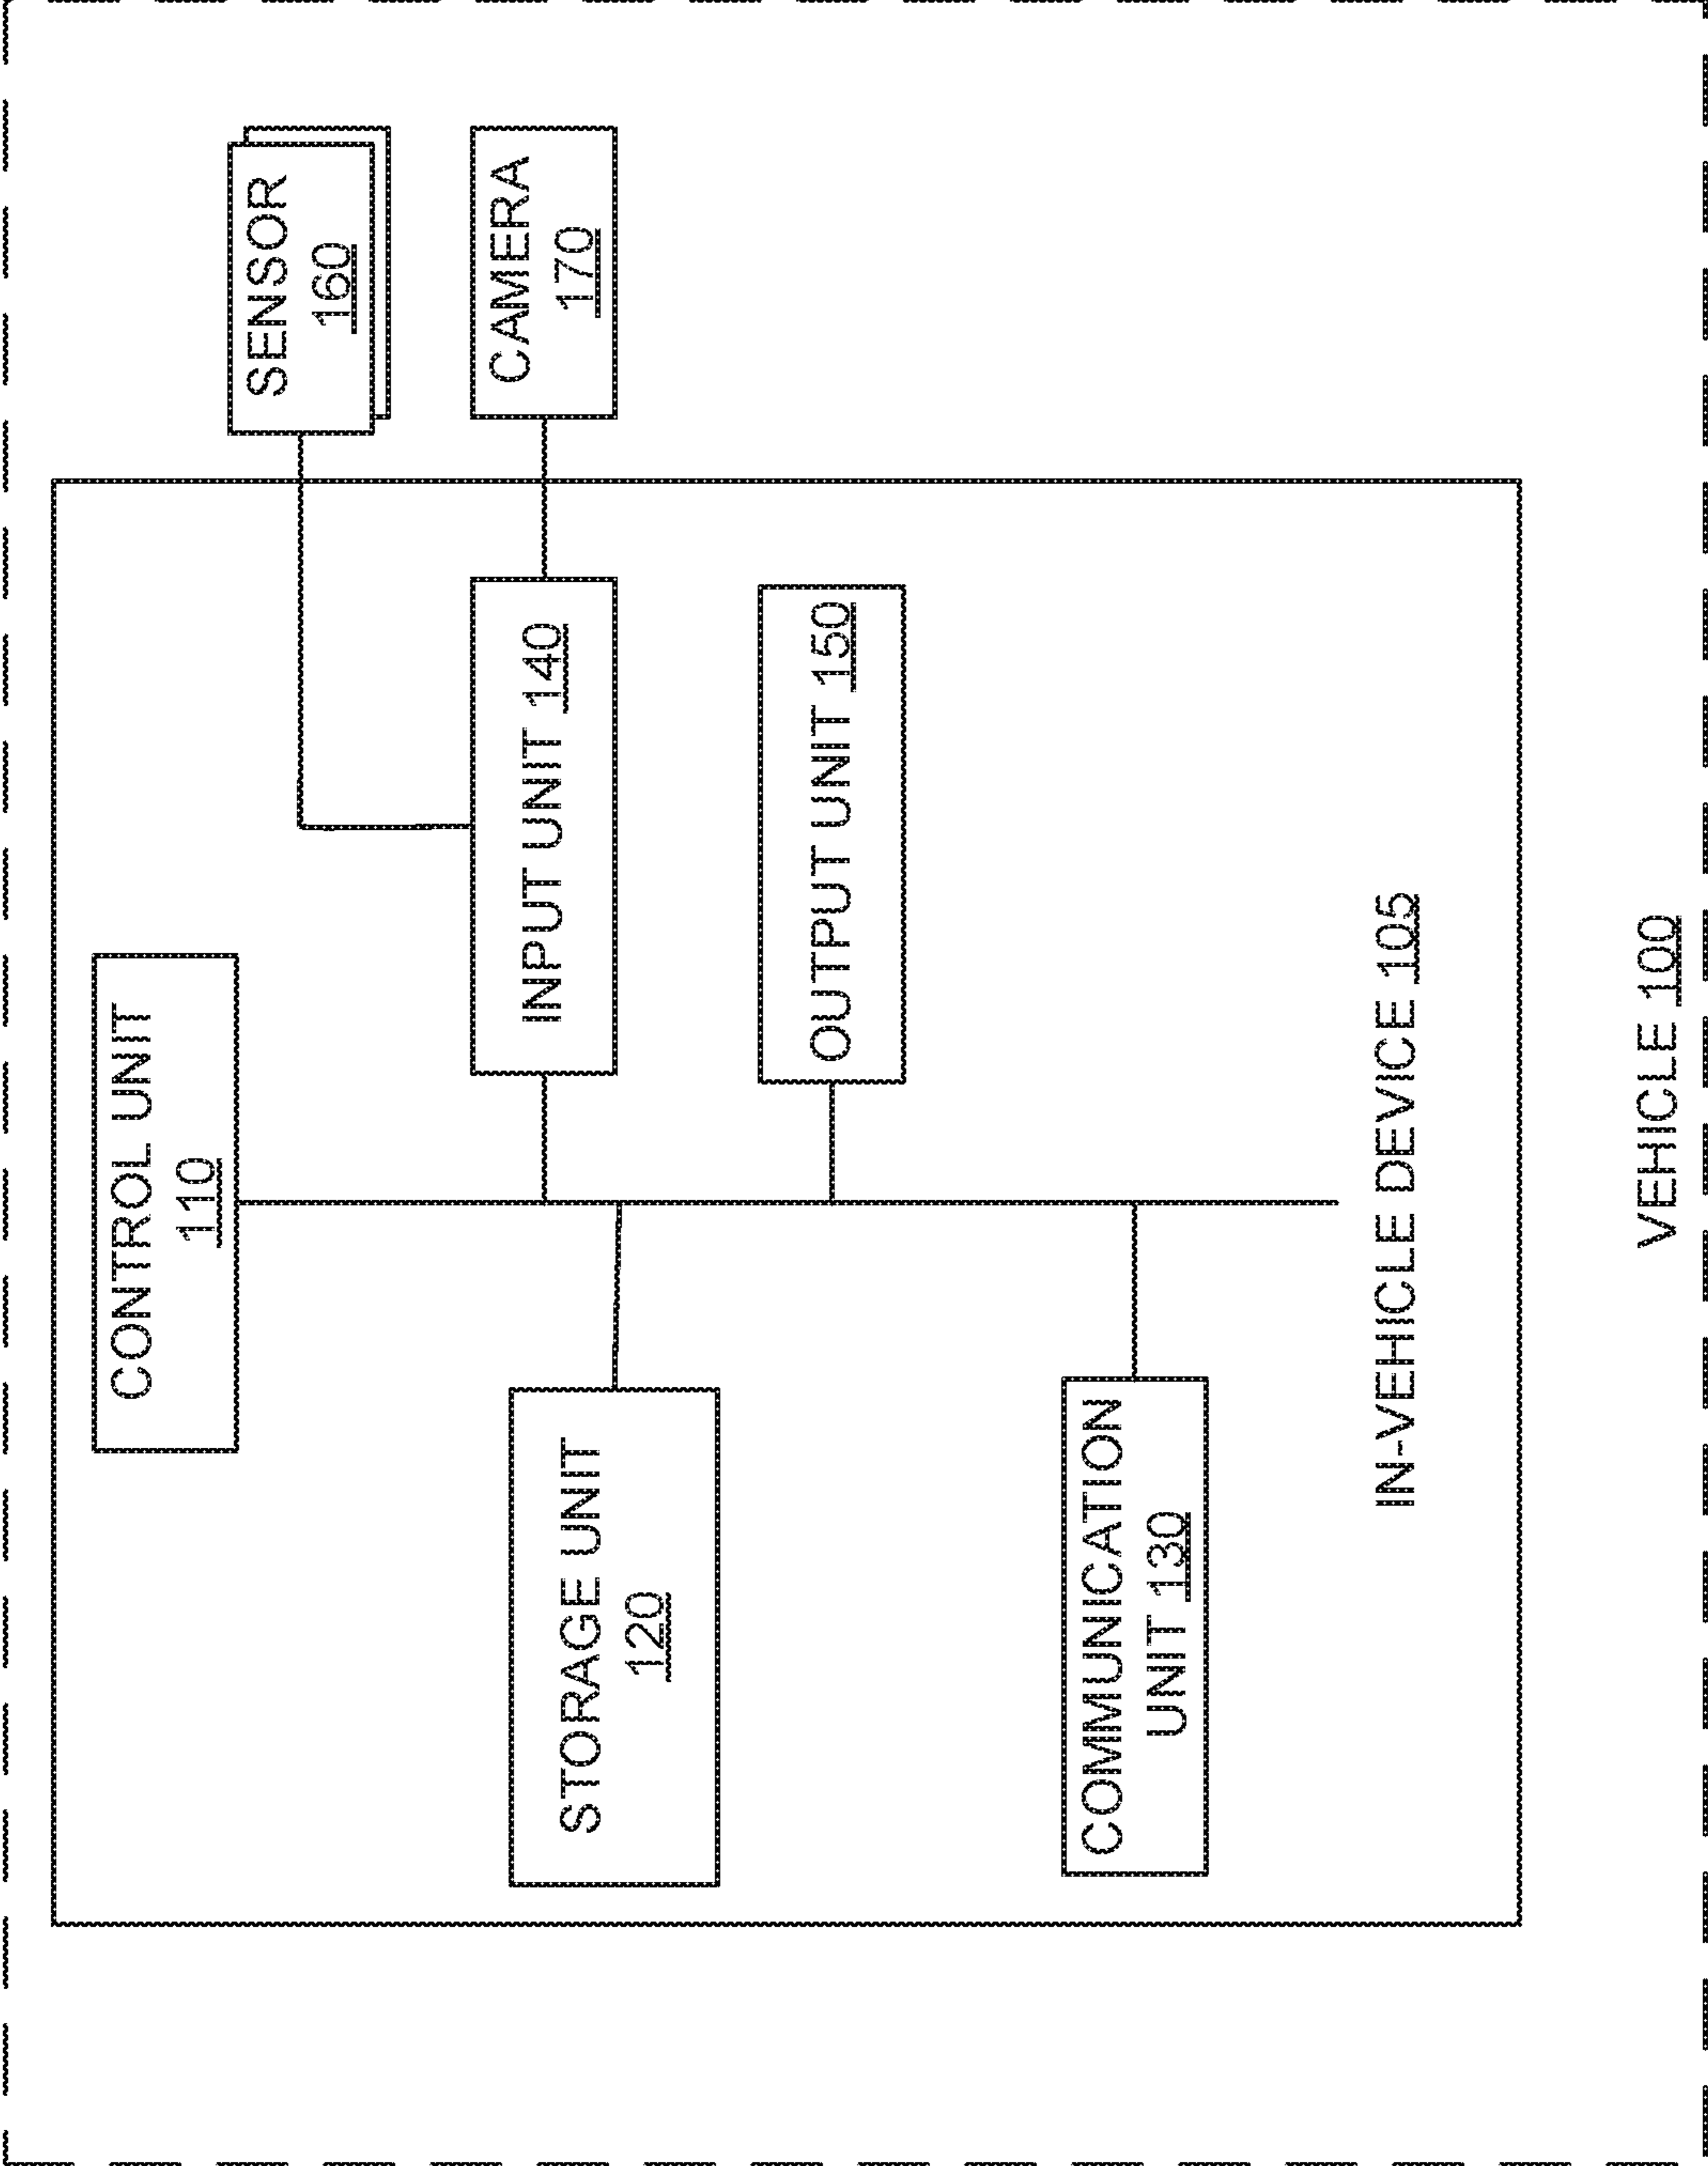 CONTROL UNIT
110
SENSOR
160
STORAGE UNIT
120
INPUT UNIT 140
CAMERA
170
OUTPUT UNIT 150
COMMUNICATION
UNIT 130
IN-VEHICLE DEVICE 105
VEHICLE 100